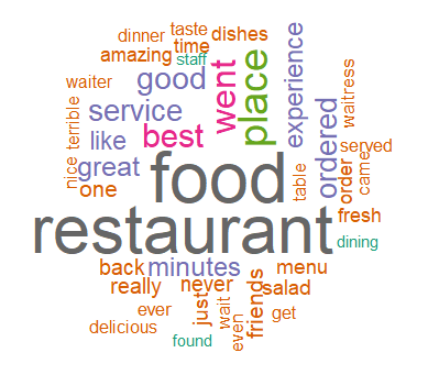 dinner
taste
dishes
amazing
time
staff
waiter
good
went
place
experience
waitress
service
like
best
ordered
terrible
nice
great
one
food
table
order
served
came
restaurant
fresh
dining
back
minutes
menu
really
never
just
wait
even
friends
salad
ever
get
delicious
found